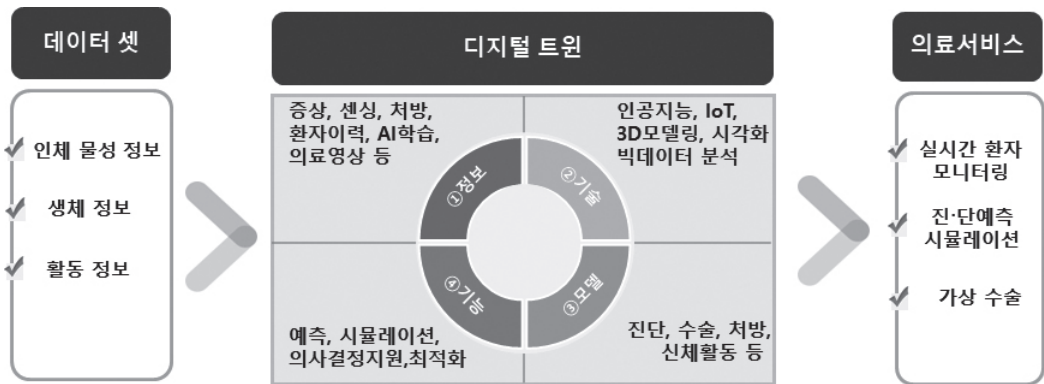 데이터 셋
인체 물성 정보
생체 정보
활동 정보
디지털 트윈
증상, 센싱, 처방,
환자이력, AI학습,
의료영상 등
인공지능, IoT,
3D모델링, 시각화
빅데이터 분석
①정보
②기술
④기능
③모델
예측, 시뮬레이션,
의사결정지원,최적화
진단, 수술, 처방,
신체활동 등
의료서비스
실시간 환자
모니터링
진·단예측
시뮬레이션
가상 수술